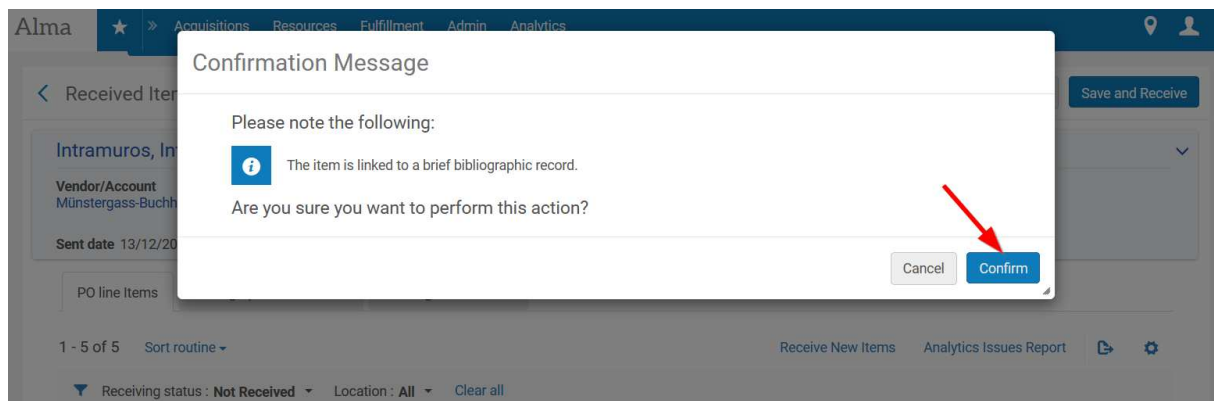 Alma Acquisitions Resources Fulfillment Admin Analytics
Confirmation Message
Received Iter
Save and Receive
Please note the following:
Intramuros, In
The item is linked to a brief bibliographic record.
Vendor/Account
Münstergass-Buchh
Are you sure you want to perform this action?
Sent date 13/12/20
Cancel Confirm
PO line Items
1 - 5 of 5 Sort routine Receive New Items Analytics Issues Report
Receiving status : Not Received Location : All Clear all